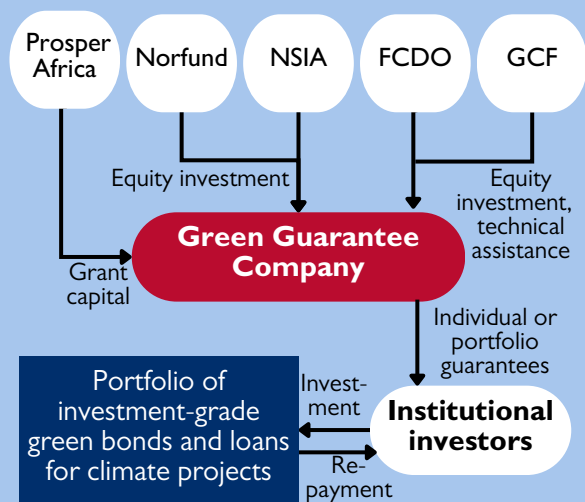 Prosper
Africa
Norfund
NSIA
FCDO
GCF
Equity investment
Equity
investment,
technical
assistance
Green Guarantee
Company
Grant
capital
Individual or
portfolio
guarantees
Portfolio of
investment-grade
green bonds and loans
for climate projects
Invest-
ment
Institutional
investors
Re-
payment